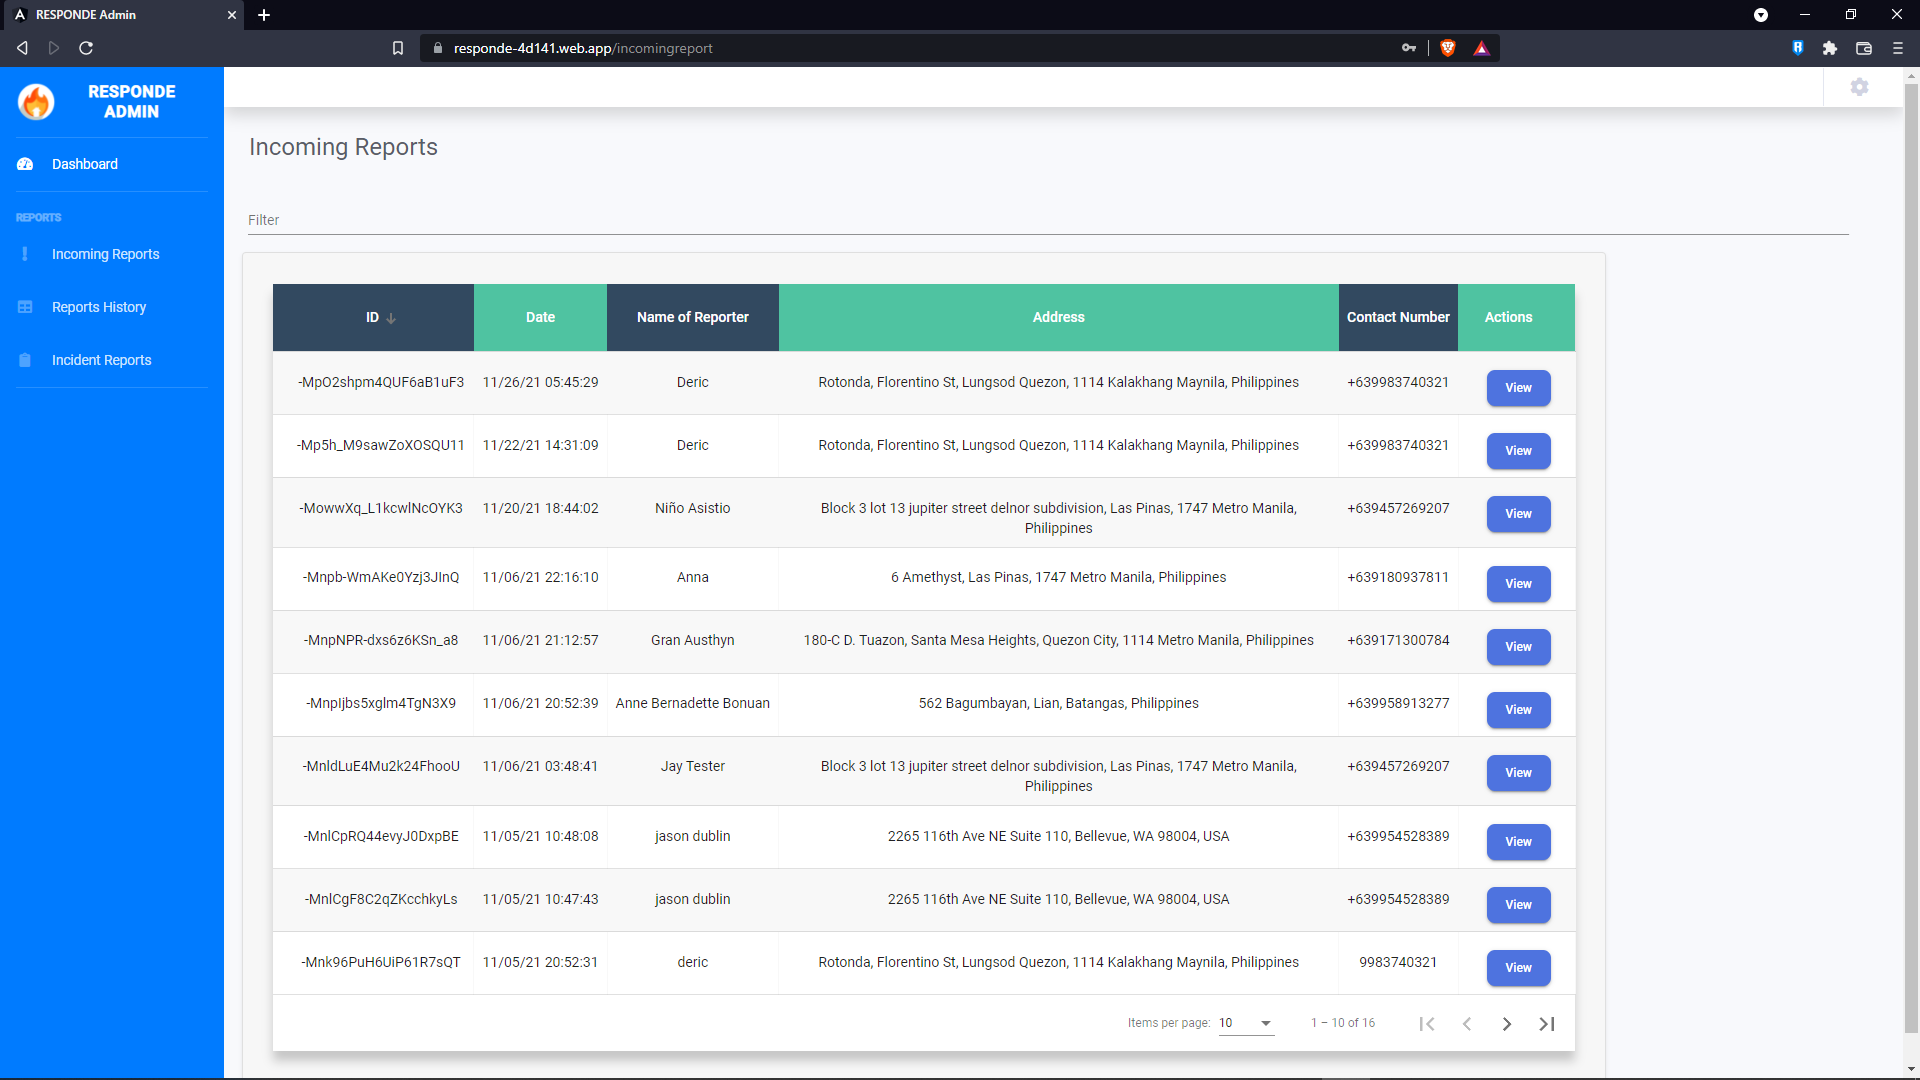 RESPONDE Admin
responde-4d141.web.app/incomingreport
RESPONDE
ADMIN
Dashboard
REPORTS
Incoming Reports
Reports History
Incident Reports
Incoming Reports
Filter
ID Date Name of Reporter Address Contact Number Actions
-MpO2shpm4QUF6aB1uF3 11/26/21 05:45:29 Deric Rotonda, Florentino St, Lungsod Quezon, 1114 Kalakhang Maynila, Philippines +639983740321 View
-Mp5h_M9sawZoXOSQU11 11/22/21 14:31:09 Deric Rotonda, Florentino St, Lungsod Quezon, 1114 Kalakhang Maynila, Philippines +639983740321 View
-MowwXq_L1kcwlNcOYK3 11/20/21 18:44:02 Niño Asistio Block 3 lot 13 jupiter street delnor subdivision, Las Pinas, 1747 Metro Manila, +639457269207 View
Philippines
-Mnpb-WmAKe0Yzj3JInQ 11/06/21 22:16:10 Anna 6 Amethyst, Las Pinas, 1747 Metro Manila, Philippines +639180937811 View
-MnpNPR-dxs6z6KSn_a8 11/06/21 21:12:57 Gran Austhyn 180-C D. Tuazon, Santa Mesa Heights, Quezon City, 1114 Metro Manila, Philippines +639171300784 View
-MnpIjbs5xglm4TgN3X9 11/06/21 20:52:39 Anne Bernadette Bonuan 562 Bagumbayan, Lian, Batangas, Philippines +639958913277 View
-MnldLuE4Mu2k24FhooU 11/06/21 03:48:41 Jay Tester Block 3 lot 13 jupiter street delnor subdivision, Las Pinas, 1747 Metro Manila, +639457269207 View
Philippines
-MnlCpRQ44evyJ0DxpBE 11/05/21 10:48:08 jason dublin 2265 116th Ave NE Suite 110, Bellevue, WA 98004, USA +639954528389 View
-MnlCgF8C2qZKcchkyLs 11/05/21 10:47:43 jason dublin 2265 116th Ave NE Suite 110, Bellevue, WA 98004, USA +639954528389 View
-Mnk96PuH6UiP61R7sQT 11/05/21 20:52:31 deric Rotonda, Florentino St, Lungsod Quezon, 1114 Kalakhang Maynila, Philippines 9983740321 View
Items per page: 10 1 – 10 of 16